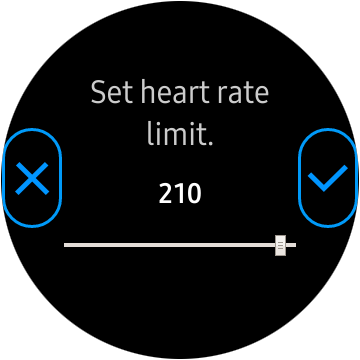 Set heart rate
limit.
210